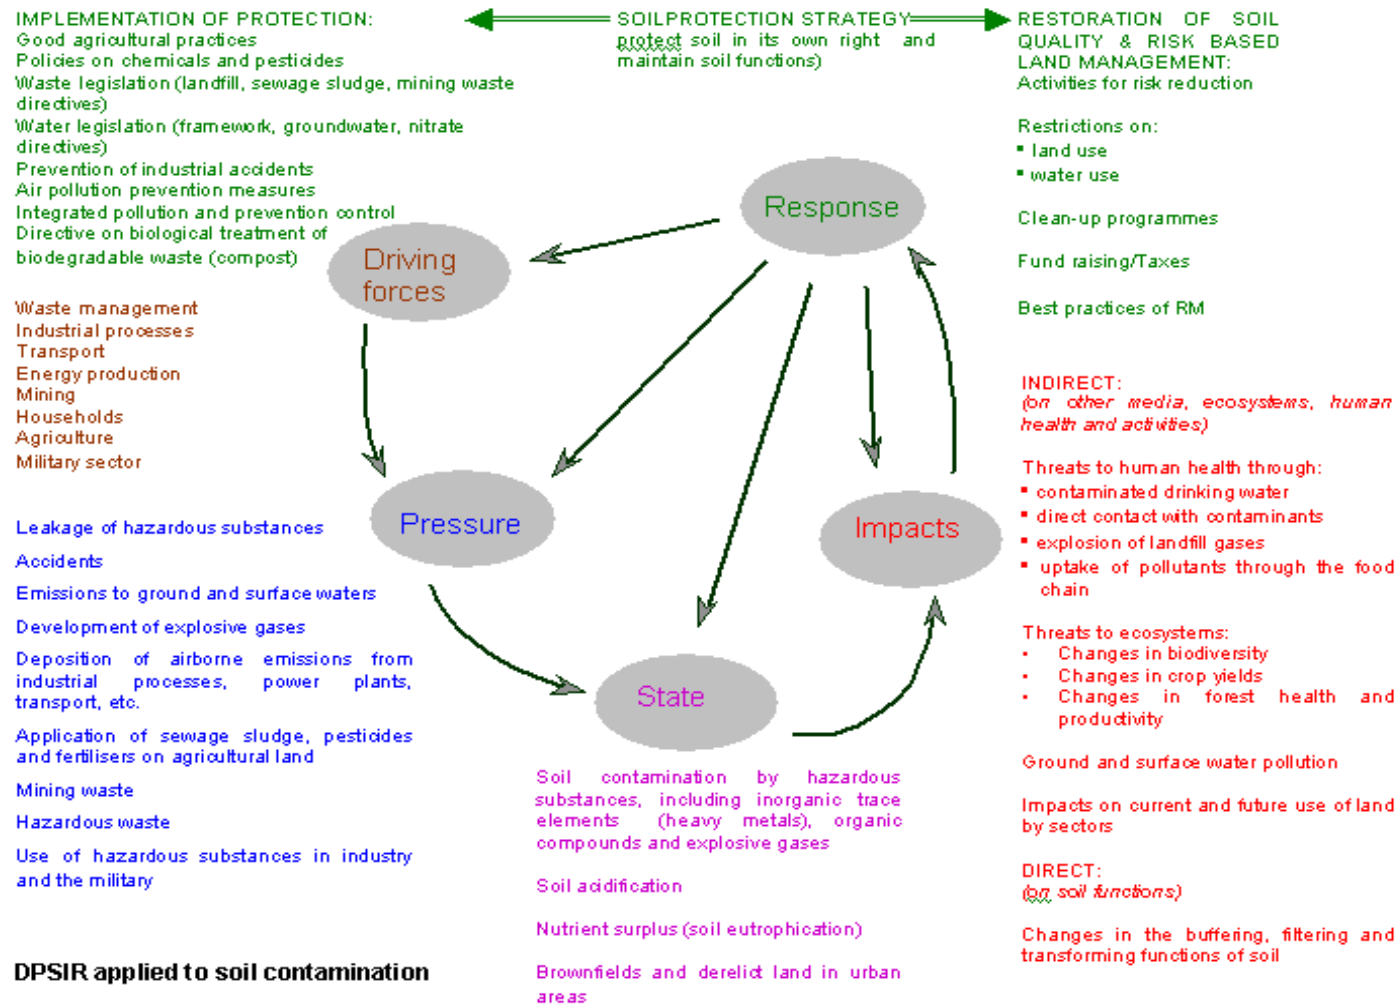 IMPLEMENTATION OF PROTECTION:
Good agricultural practices
Policies on chemicals and pesticides
Waste legislation (landfill, sewage sludge, mining waste
directives)
Water legislation (framework, groundwater, nitrate
directives)
Prevention of industrial accidents
Air pollution prevention measures
Integrated pollution and prevention control
Directive on biological treatment of
biodegradable waste (compost)
SOILPROTECTION STRATEGY
protect soil in its own right and
maintain soil functions)
RESTORATION OF SOIL
QUALITY & RISK BASED
LAND MANAGEMENT:
Activities for risk reduction
Restrictions on:
▪ land use
▪ water use
Clean-up programmes
Fund raising/Taxes
Best practices of RM
Response
Driving
forces
Waste management
Industrial processes
Transport
Energy production
Mining
Households
Agriculture
Military sector
Pressure
Leakage of hazardous substances
Accidents
Emissions to ground and surface waters
Development of explosive gases
Deposition of airborne emissions from
industrial processes, power plants,
transport, etc.
Application of sewage sludge, pesticides
and fertilisers on agricultural land
Mining waste
Hazardous waste
Use of hazardous substances in industry
and the military
State
Soil contamination by hazardous
substances, including inorganic trace
elements (heavy metals), organic
compounds and explosive gases
Soil acidification
Nutrient surplus (soil eutrophication)
Brownfields and derelict land in urban
areas
Impacts
INDIRECT:
(on other media, ecosystems, human
health and activities)
Threats to human health through:
▪ contaminated drinking water
▪ direct contact with contaminants
▪ explosion of landfill gases
▪ uptake of pollutants through the food
chain
Threats to ecosystems:
• Changes in biodiversity
• Changes in crop yields
• Changes in forest health and
productivity
Ground and surface water pollution
Impacts on current and future use of land
by sectors
DIRECT:
(on soil functions)
Changes in the buffering, filtering and
transforming functions of soil
DPSIR applied to soil contamination